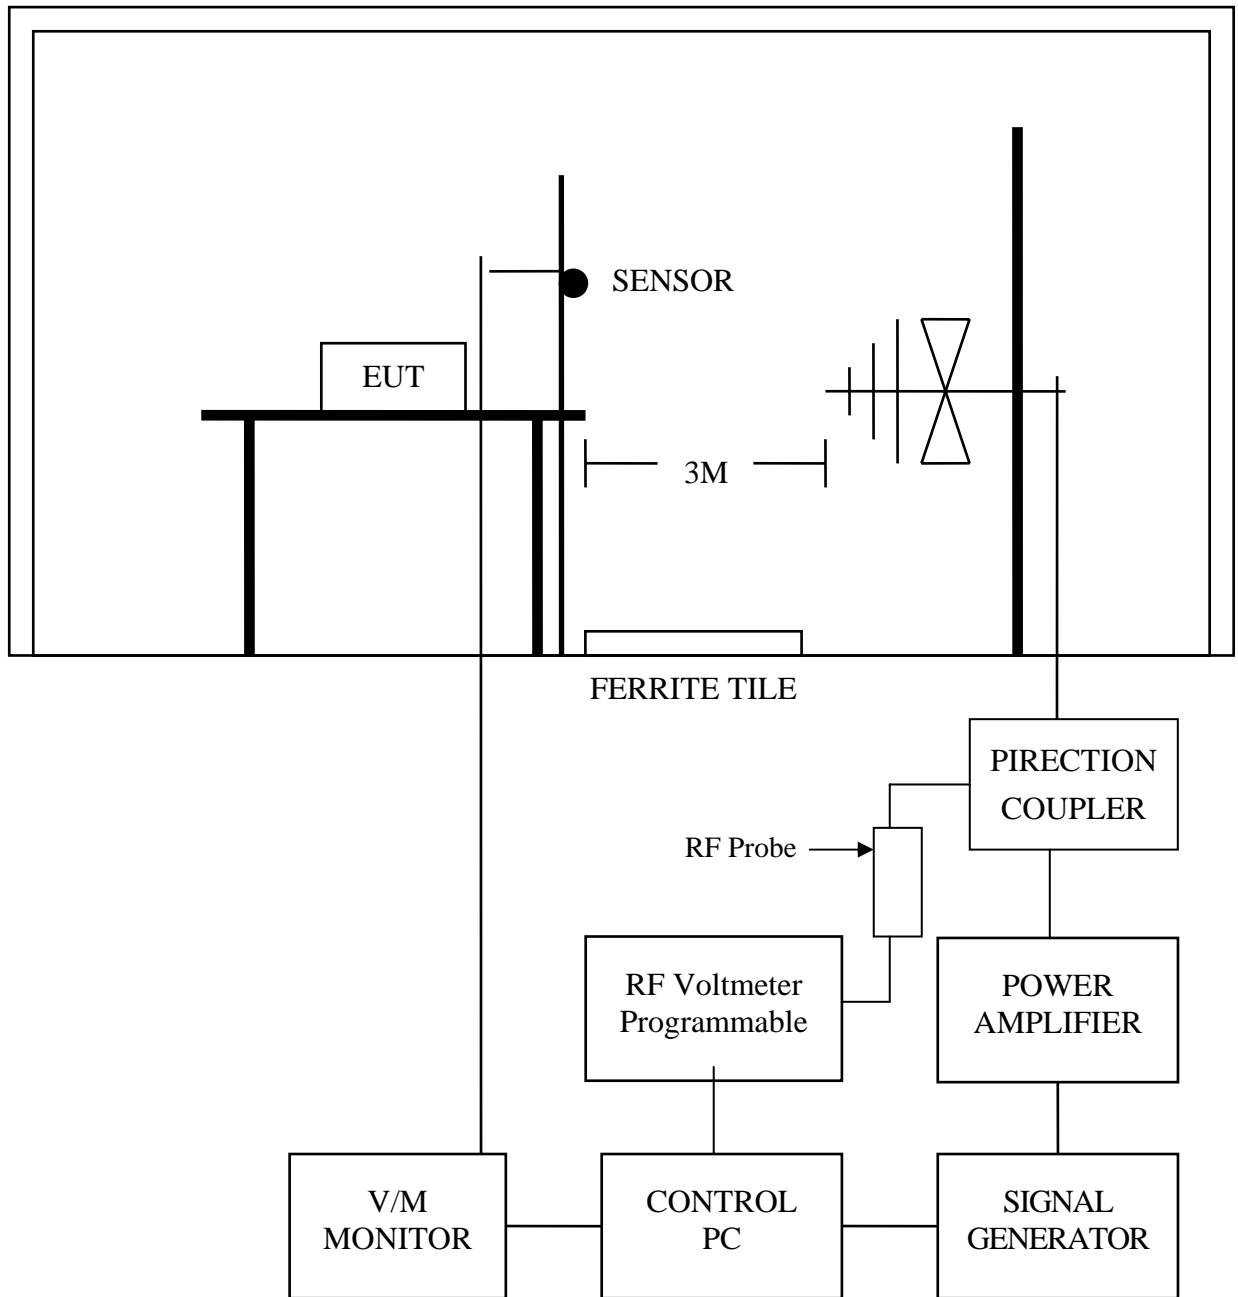 SENSOR
EUT
3M
FERRITE TILE
PIRECTION
COUPLER
RF Probe
RF Voltmeter
Programmable
POWER
AMPLIFIER
V/M
MONITOR
CONTROL
PC
SIGNAL
GENERATOR